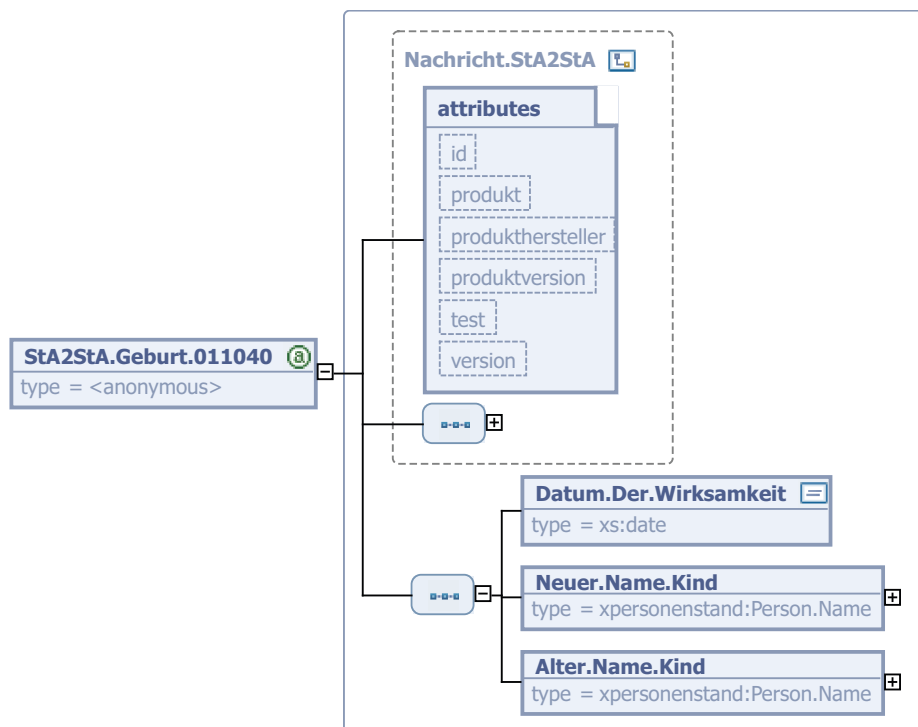 Nachricht.StA2StA
attributes
id
produkt
produkthersteller
produktversion
test
version
StA2StA.Geburt.011040
type = <anonymous>
Datum.Der.Wirksamkeit
type = xs:date
Neuer.Name.Kind
type = xpersonenstand:Person.Name
Alter.Name.Kind
type = xpersonenstand:Person.Name